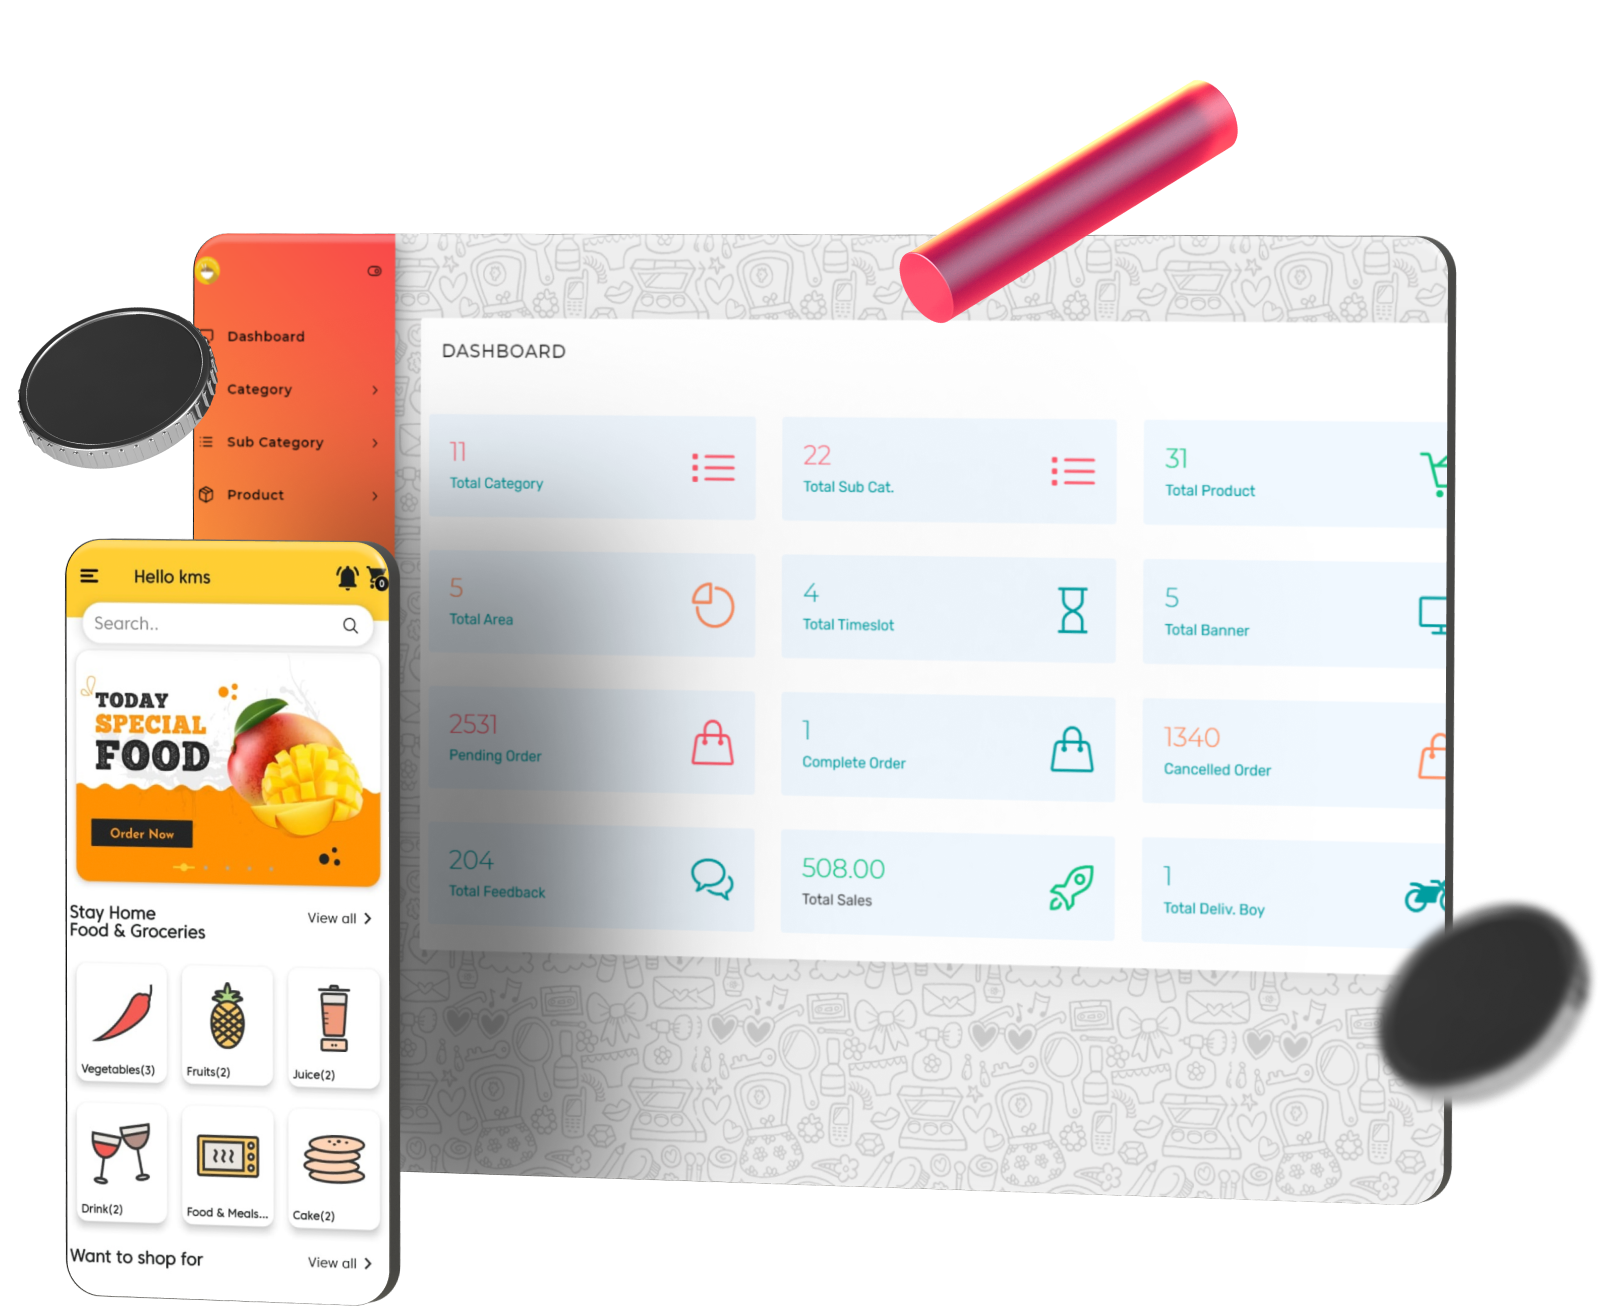 Dashboard
Category
Sub Category
Product
DASHBOARD
11
Total Category
22
Total Sub Cat.
31
Total Product
5
Total Area
4
Total Timeslot
5
Total Banner
2531
Pending Order
1
Complete Order
1340
Cancelled Order
204
Total Feedback
508.00
Total Sales
1
Total Deliv. Boy
Hello kms
0
Search..
TODAY
SPECIAL
FOOD
Order Now
Stay Home
Food & Groceries
View all
Vegetables(3)
Fruits(2)
Juice(2)
Drink(2)
Food & Meals...
Cake(2)
Want to shop for
View all